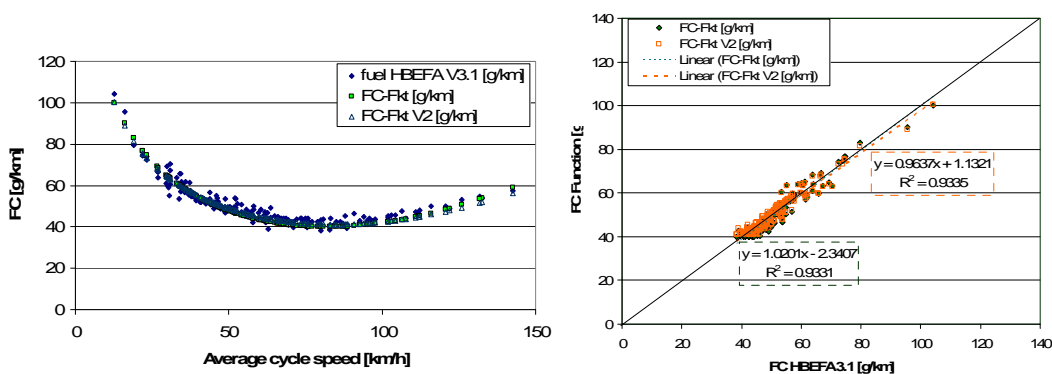 120
100
80
60
40
20
0
FC [g/km]
fuel HBEFA V3.1 [g/km]
FC-Fkt [g/km]
FC-Fkt V2 [g/km]
0
50
100
150
Average cycle speed [km/h]
140
120
100
80
60
40
20
0
FC Function [g
FC-Fkt [g/km]
FC-Fkt V2 [g/km]
Linear (FC-Fkt [g/km])
Linear (FC-Fkt V2 [g/km])
y = 0.9637x + 1.1321
R² = 0.9335
y = 1.0201x - 2.3407
R² = 0.9331
0
20
40
60
80
100
120
140
FC HBEFA3.1 [g/km]